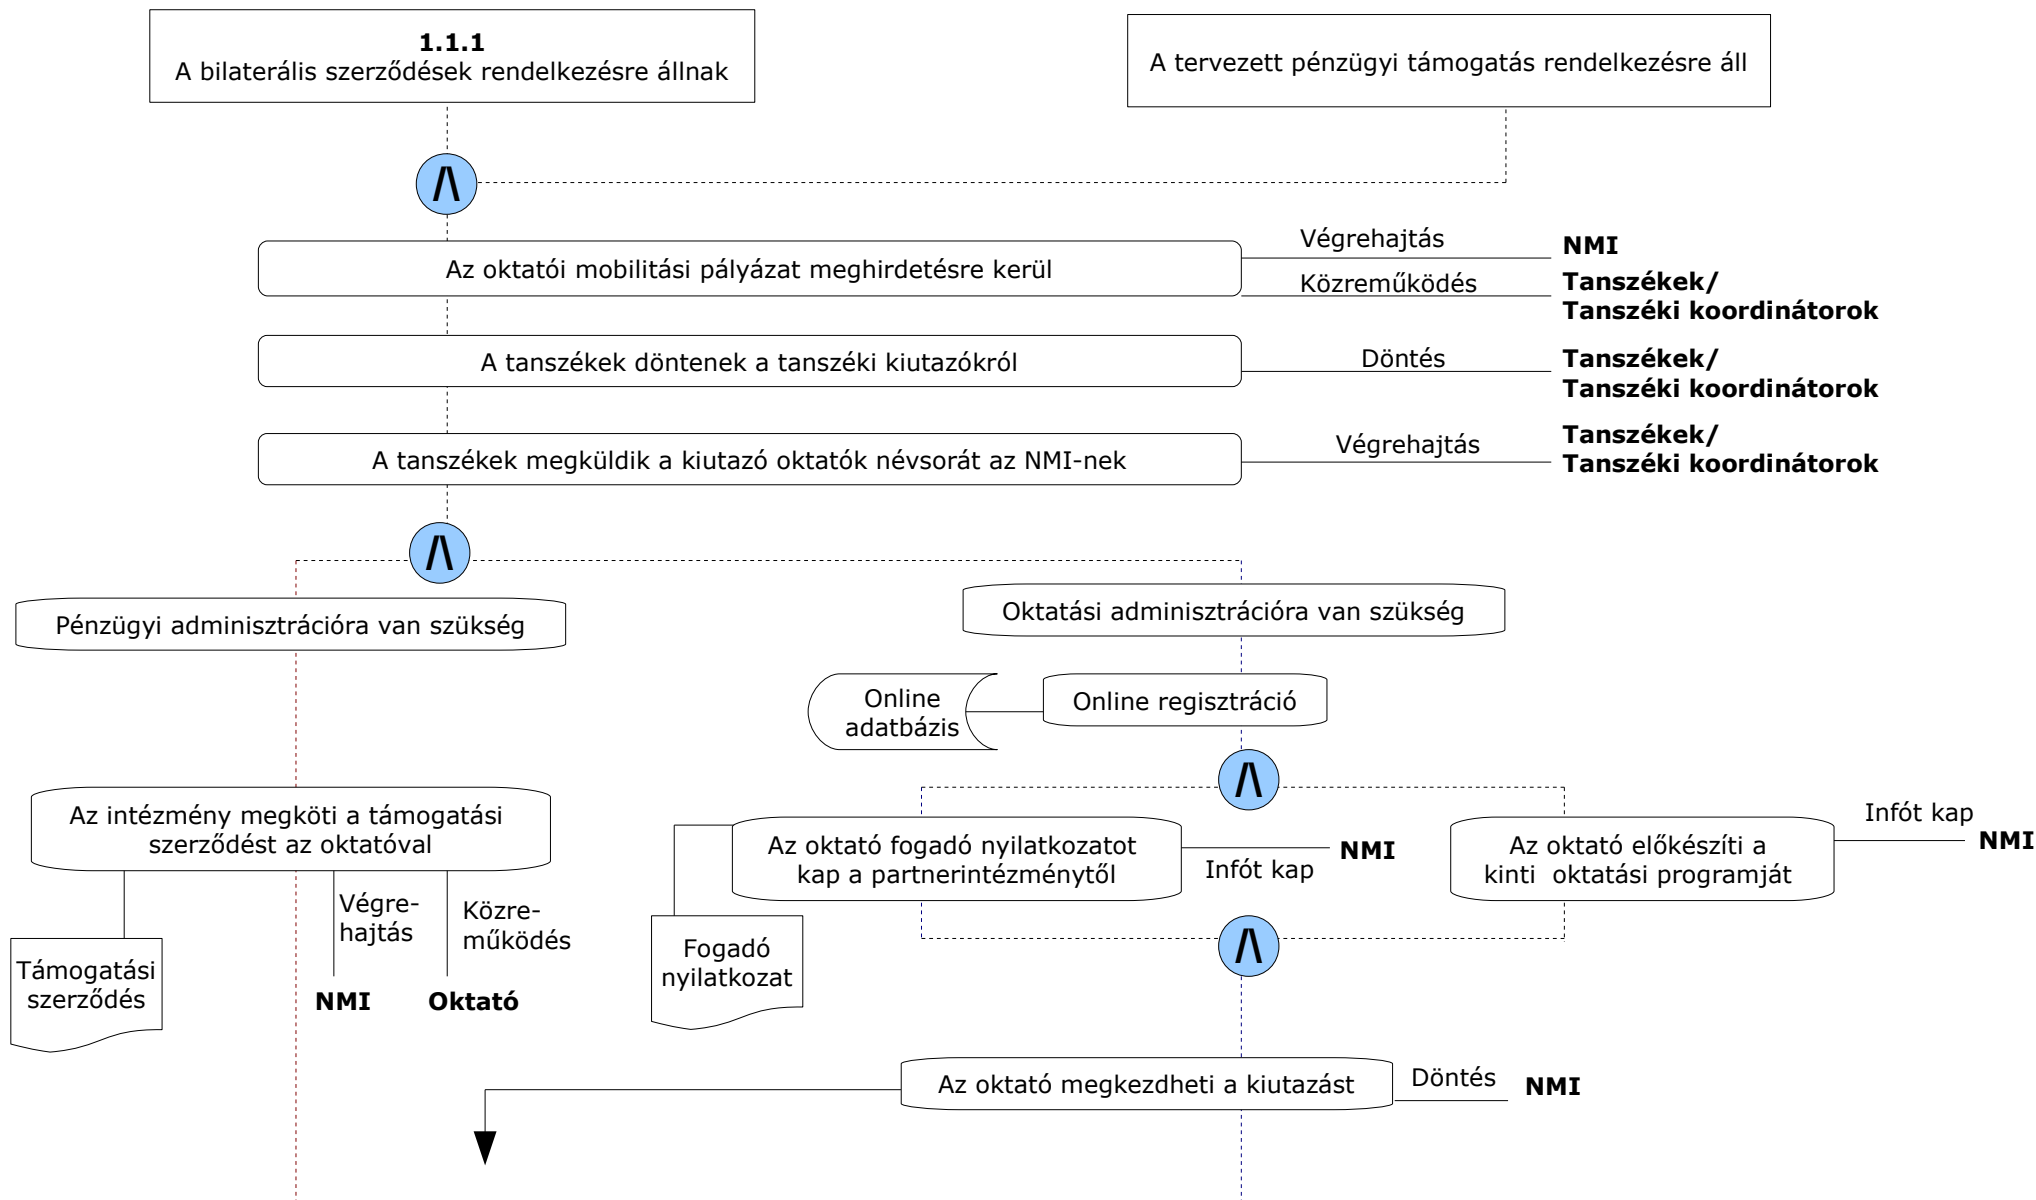 1.1.1
A bilaterális szerződések rendelkezésre állnak
A tervezett pénzügyi támogatás rendelkezésre áll
/\
Az oktatói mobilitási pályázat meghirdetésre kerül
Végrehajtás
NMI
Közreműködés
Tanszékek/
Tanszéki koordinátorok
A tanszékek döntenek a tanszéki kiutazókról
Döntés
Tanszékek/
Tanszéki koordinátorok
A tanszékek megküldik a kiutazó oktatók névsorát az NMI-nek
Végrehajtás
Tanszékek/
Tanszéki koordinátorok
/\
Pénzügyi adminisztrációra van szükség
Oktatási adminisztrációra van szükség
Online
adatbázis
Online regisztráció
/\
Az intézmény megköti a támogatási
szerződést az oktatóval
Végre-
hajtás
Közre-
működés
Támogatási
szerződés
NMI
Oktató
Az oktató fogadó nyilatkozatot
kap a partnerintézménytől
Infót kap
NMI
Az oktató előkészíti a
kinti  oktatási programját
Infót kap
NMI
Fogadó
nyilatkozat
/\
Az oktató megkezdheti a kiutazást
Döntés
NMI